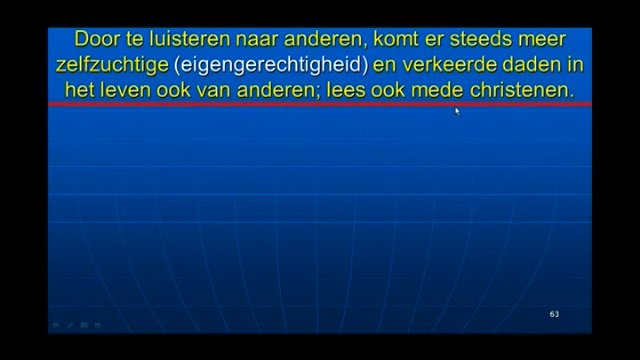 Door te luisteren naar anderen, komt er steeds meer
zelfzuchtige (eigengerechtigheid) en verkeerde daden in
het leven ook van anderen; lees ook mede christenen.
63